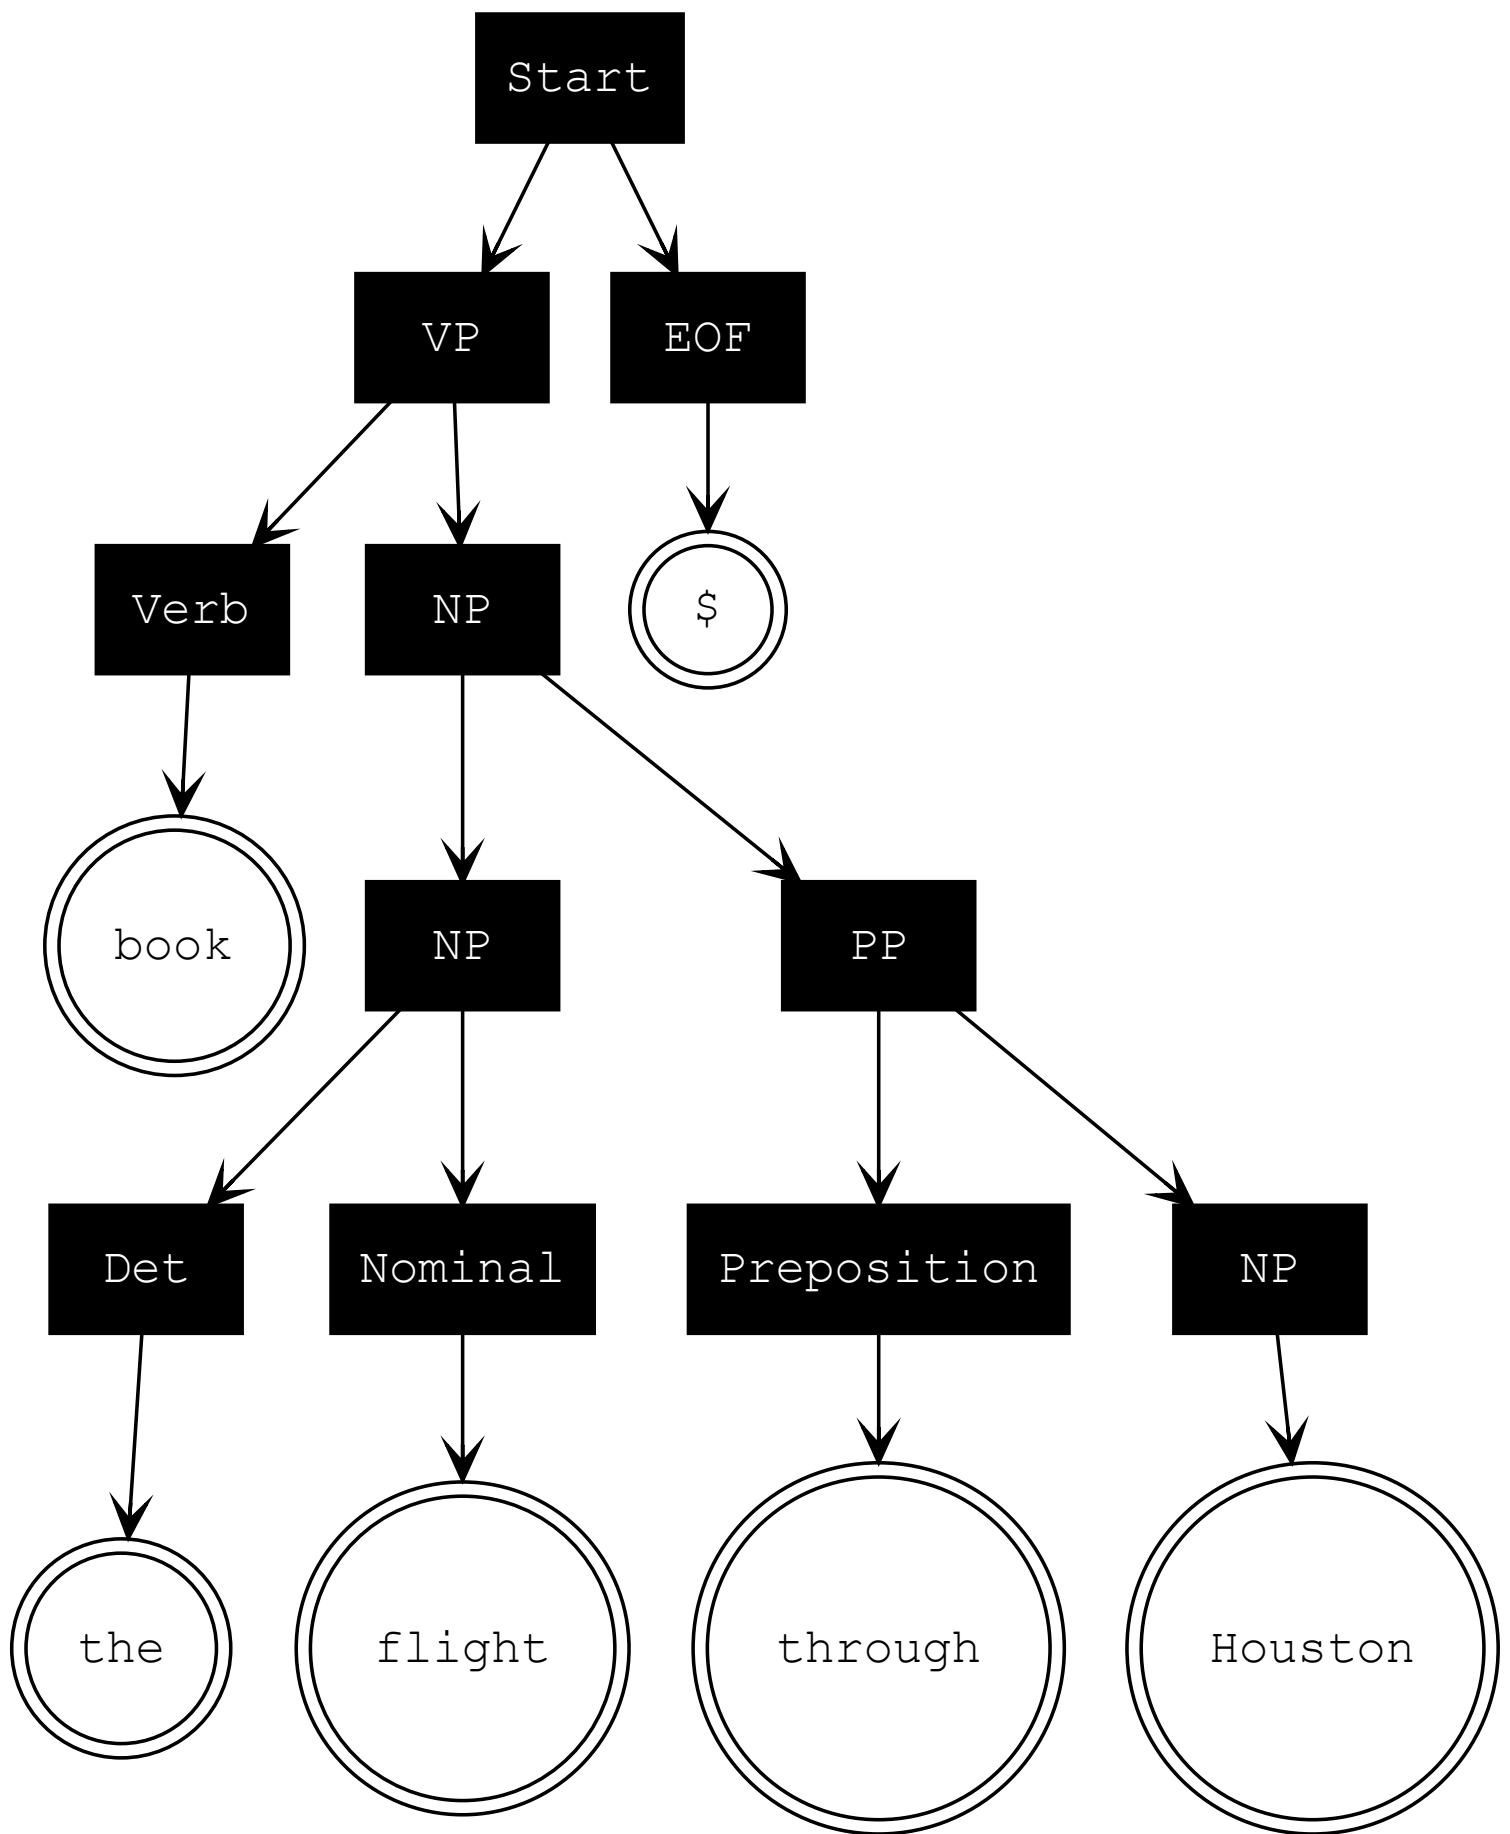 Start
VP EOF
Verb NP $
book NP PP
Det Nominal Preposition NP
the flight through Houston